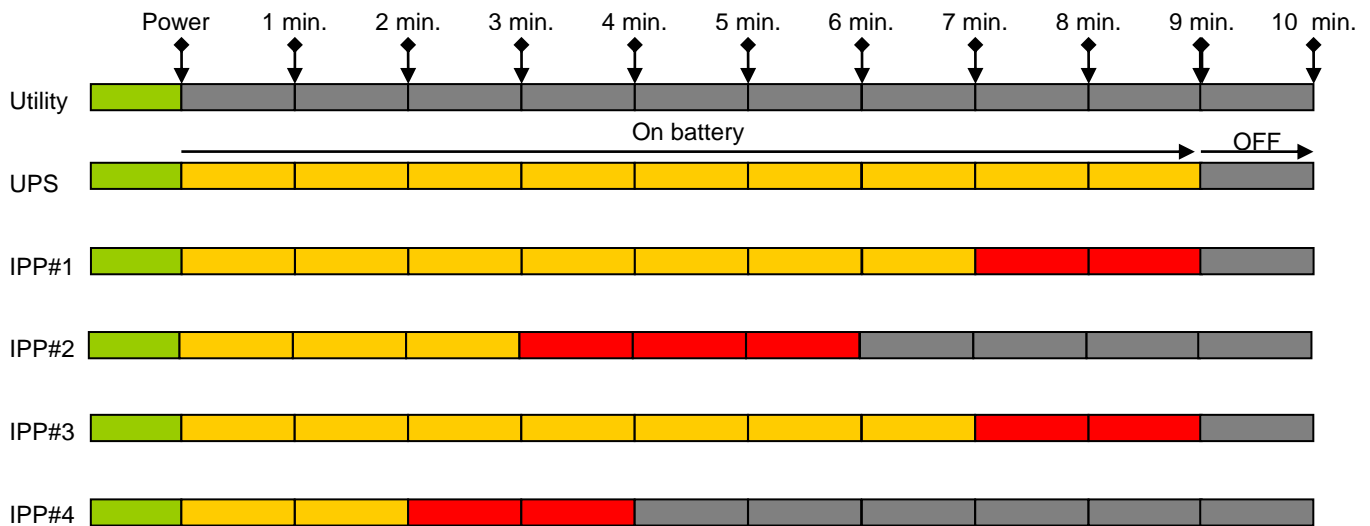 Power 1 min. 2 min. 3 min. 4 min. 5 min. 6 min. 7 min. 8 min. 9 min. 10 min.
Utility
On battery OFF
UPS
IPP#1
IPP#2
IPP#3
IPP#4